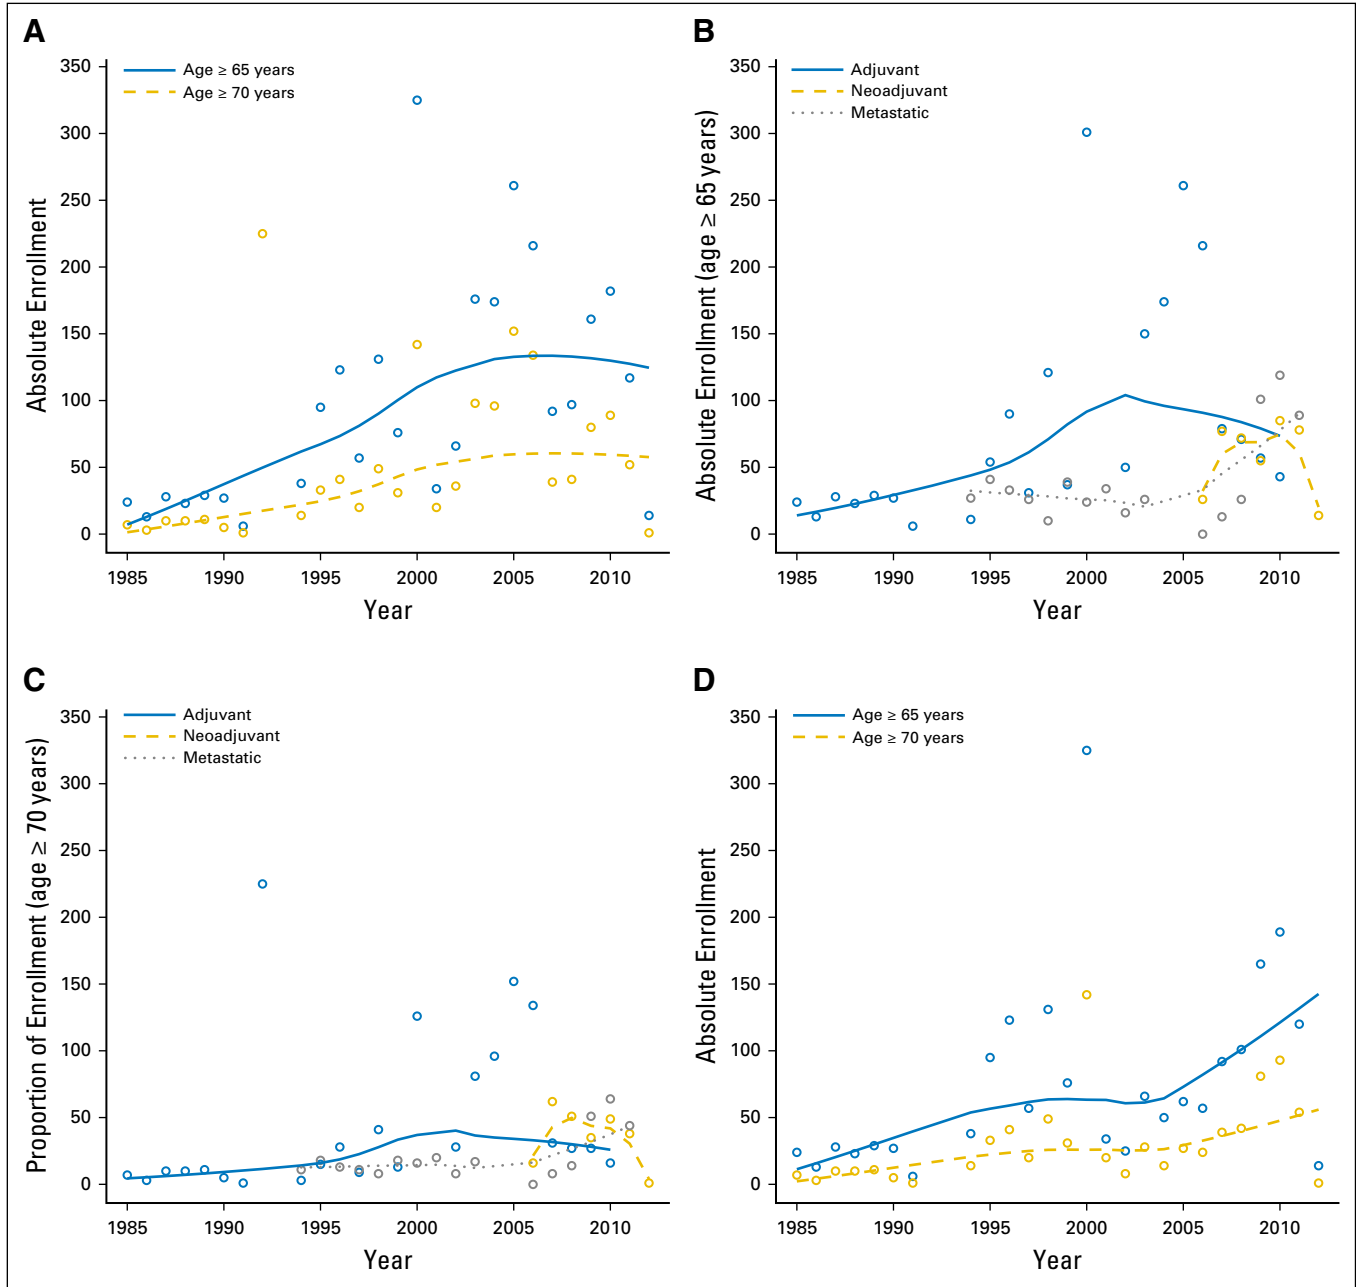 A
Age ≥ 65 years
Age ≥ 70 years
Absolute Enrollment
350
300
250
200
150
100
50
0
1985 1990 1995 2000 2005 2010
Year
B
Adjuvant
Neoadjuvant
Metastatic
Absolute Enrollment (age ≥ 65 years)
350
300
250
200
150
100
50
0
1985 1990 1995 2000 2005 2010
Year
C
Adjuvant
Neoadjuvant
Metastatic
Proportion of Enrollment (age ≥ 70 years)
350
300
250
200
150
100
50
0
1985 1990 1995 2000 2005 2010
Year
D
Age ≥ 65 years
Age ≥ 70 years
Absolute Enrollment
350
300
250
200
150
100
50
0
1985 1990 1995 2000 2005 2010
Year